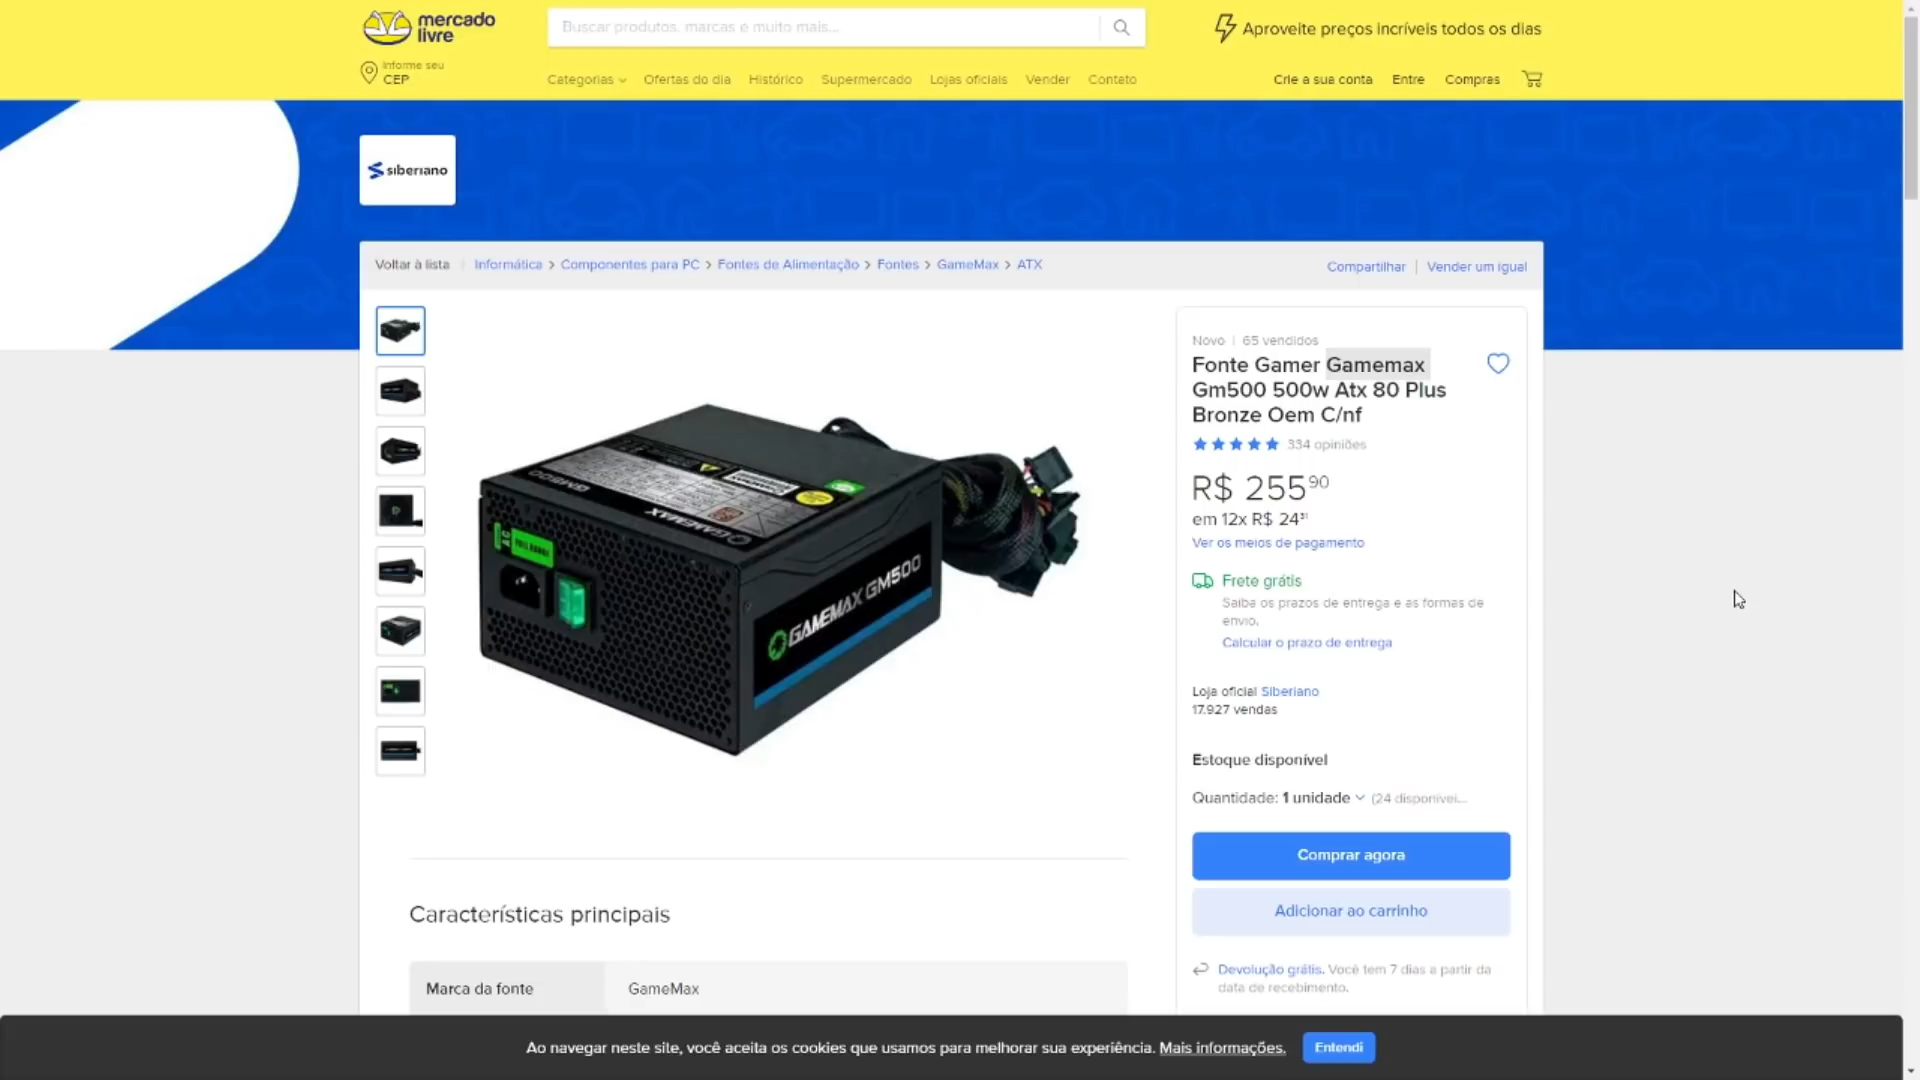 mercado livre
Buscar produtos, marcas e muito mais...
Aproveite preços incríveis todos os dias
Informe seu
CEP
Categorias
Ofertas do dia
Histórico
Supermercado
Lojas oficiais
Vender
Contato
Crie a sua conta
Entre
Compras
siberiano
Voltar à lista
Informática > Componentes para PC > Fontes de Alimentação > Fontes > GameMax > ATX
Compartilhar | Vender um igual
Novo | 65 vendidos
Fonte Gamer Gamemax
Gm500 500w Atx 80 Plus
Bronze Oem C/nf
334 opiniões
R$ 255 90
em 12x R$ 24 31
Ver os meios de pagamento
Frete grátis
Saiba os prazos de entrega e as formas de
envio.
Calcular o prazo de entrega
Loja oficial Siberiano
17.927 vendas
Estoque disponível
Quantidade: 1 unidade (24 disponívei...
Comprar agora
Adicionar ao carrinho
Devolução grátis. Você tem 7 dias a partir da
data de recebimento.
GM500
GAMEMAX
GAMEMAX GM500
Características principais
Marca da fonte
GameMax
Ao navegar neste site, você aceita os cookies que usamos para melhorar sua experiência. Mais informações.
Entendi